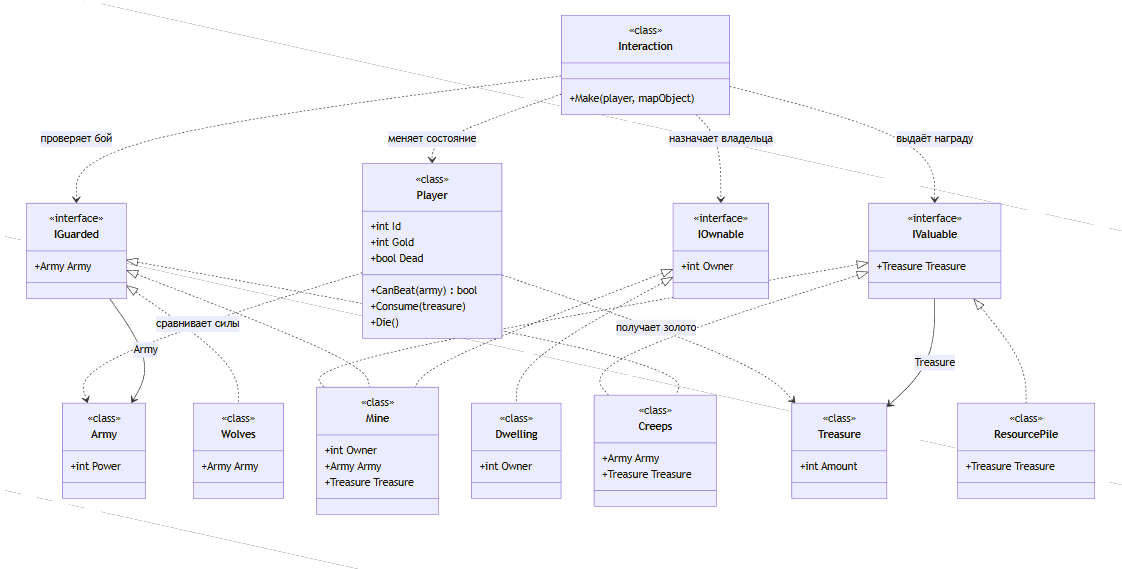 «class»
Interaction
+Make(player, mapObject)
проверяет бой
меняет состояние
назначает владельца
выдаёт награду
«interface»
IGuarded
+Army Army
«class»
Player
+int Id
+int Gold
+bool Dead
+CanBeat(army) : bool
+Consume(treasure)
+Die()
«interface»
IOwnable
+int Owner
«interface»
IValuable
+Treasure Treasure
сравнивает силы
получает золото
Army
Treasure
«class»
Army
+int Power
«class»
Wolves
+Army Army
«class»
Mine
+int Owner
+Army Army
+Treasure Treasure
«class»
Dwelling
+int Owner
«class»
Creeps
+Army Army
+Treasure Treasure
«class»
Treasure
+int Amount
«class»
ResourcePile
+Treasure Treasure